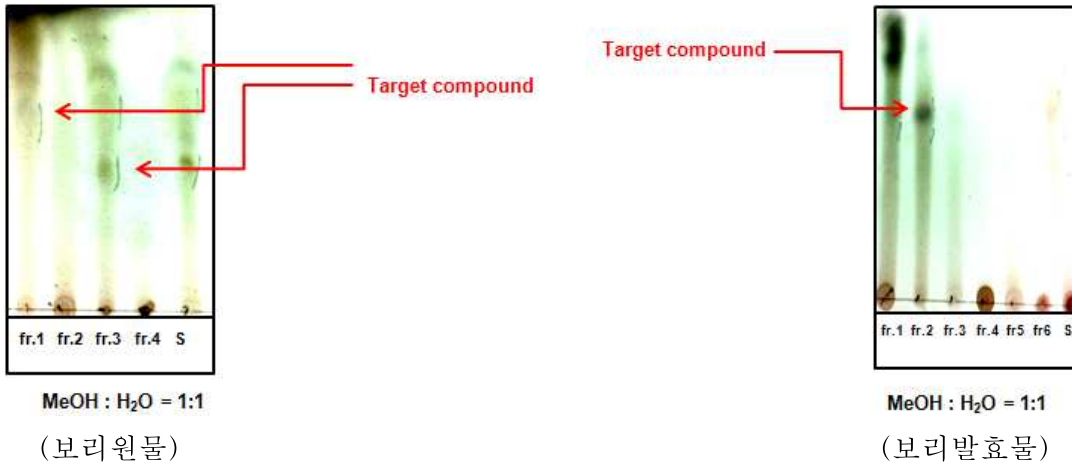 Target compound
fr.1 fr.2 fr.3 fr.4 S
MeOH : H₂O = 1:1
(보리원물)
Target compound
fr.1 fr.2 fr.3 fr.4 fr5 fr6 S
MeOH : H₂O = 1:1
(보리발효물)